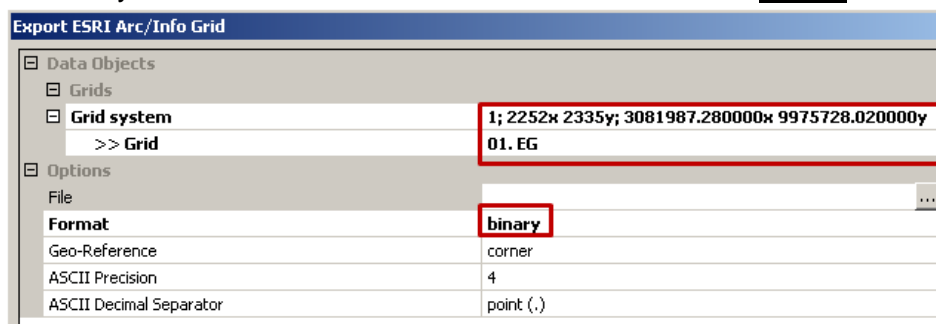 Export ESRI Arc/Info Grid
Data Objects
Grids
Grid system 1; 2252x 2335y; 3081987.280000x 9975728.020000y
>> Grid 01. EG
Options
File ...
Format binary
Geo-Reference corner
ASCII Precision 4
ASCII Decimal Separator point (.)